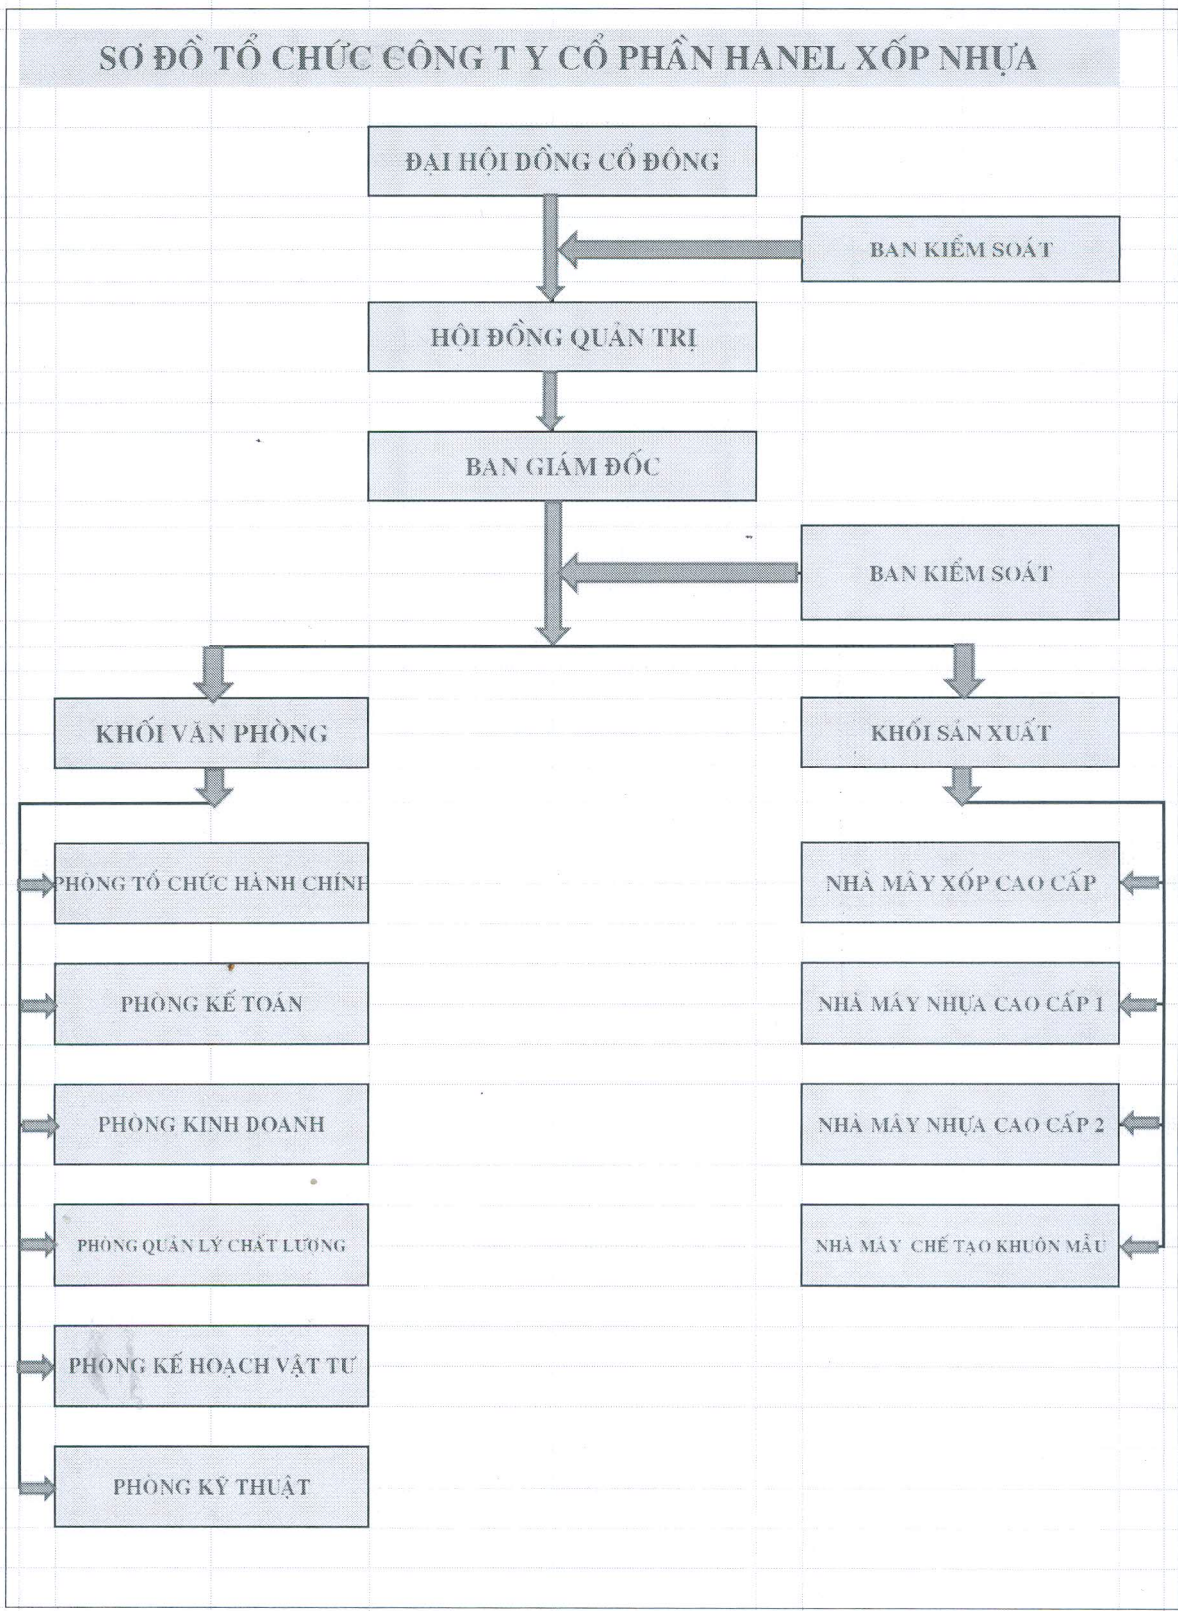 SƠ ĐỒ TỔ CHỨC CÔNG T Y CỔ PHẦN HANEL XỐP NHỰA
ĐẠI HỘI DỒNG CỔ ĐÔNG
BAN KIỂM SOÁT
HỘI ĐỒNG QUẢN TRỊ
BAN GIÁM ĐỐC
BAN KIỂM SOÁT
KHỐI VĂN PHÒNG
KHỐI SẢN XUẤT
PHÒNG TỔ CHỨC HÀNH CHÍNH
NHÀ MÂY XỐP CAO CẤP
PHÒNG KẾ TOÁN
NHÀ MÁY NHỰA CAO CẤP 1
PHÒNG KINH DOANH
NHÀ MÂY NHỰA CAO CẤP 2
PHÒNG QUẢN LÝ CHẤT LƯỢNG
NHÀ MÁY CHẾ TẠO KHUÔN MẪU
PHÒNG KẾ HOẠCH VẬT TƯ
PHÒNG KỸ THUẬT